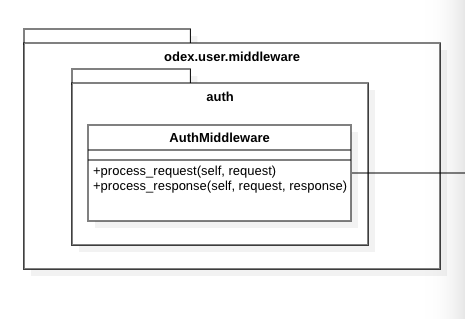 odex.user.middleware
auth
AuthMiddleware
+process_request(self, request)
+process_response(self, request, response)